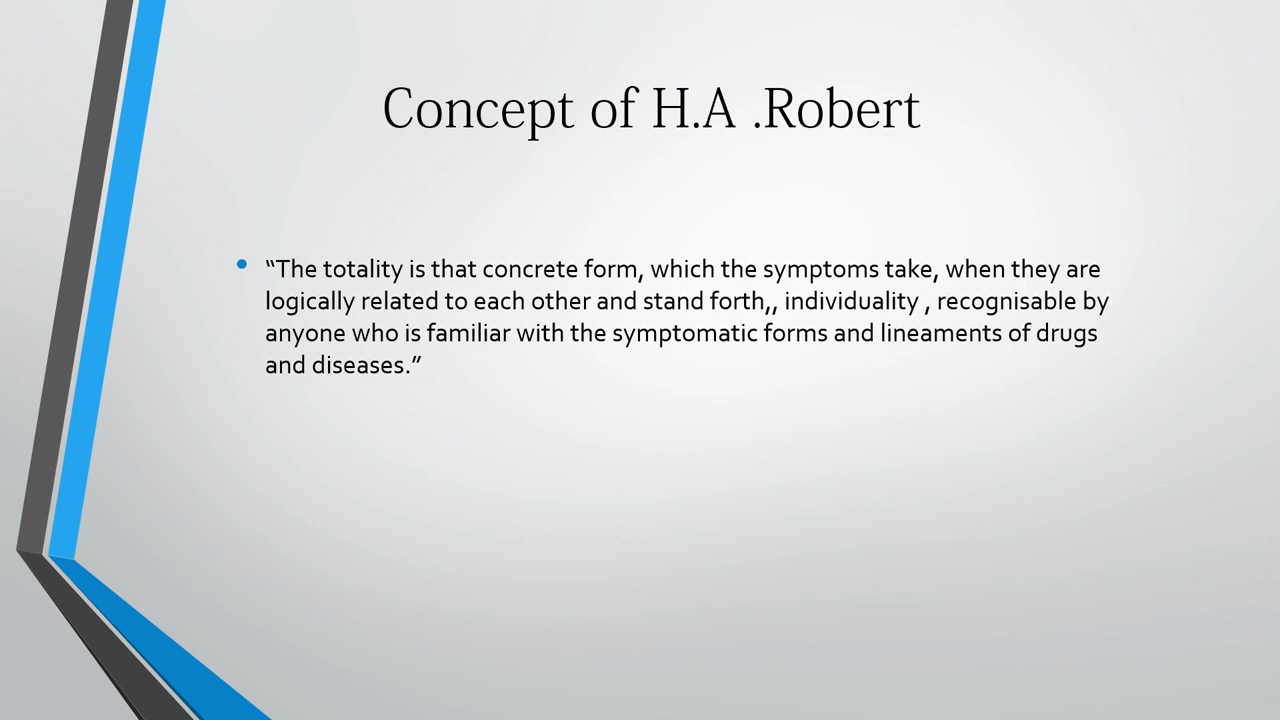 Concept of H.A .Robert
“The totality is that concrete form, which the symptoms take, when they are
logically related to each other and stand forth,, individuality , recognisable by
anyone who is familiar with the symptomatic forms and lineaments of drugs
and diseases.”